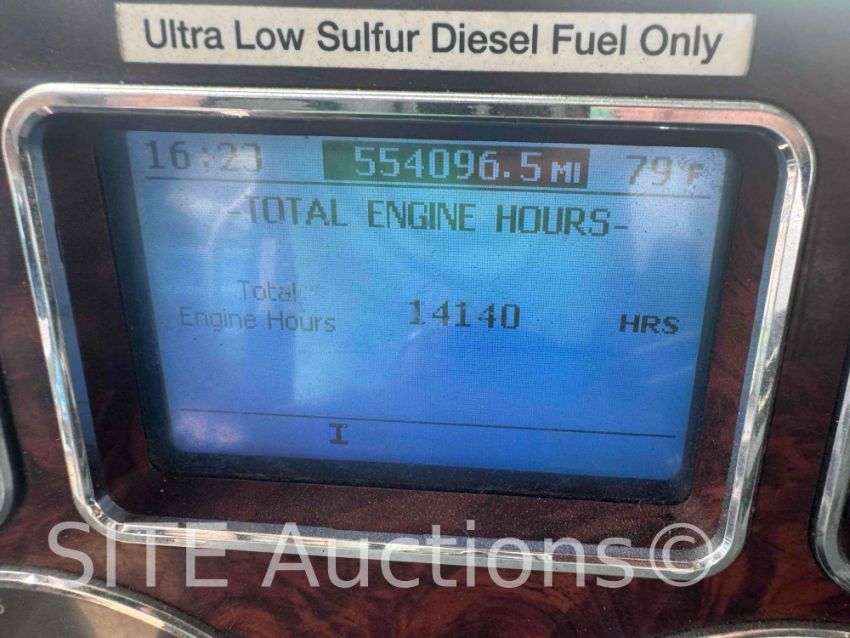 Ultra Low Sulfur Diesel Fuel Only
16:23 554096.5 MI 79°F
-TOTAL ENGINE HOURS-
Total
Engine Hours 14140 HRS
I
SITE Auctions©